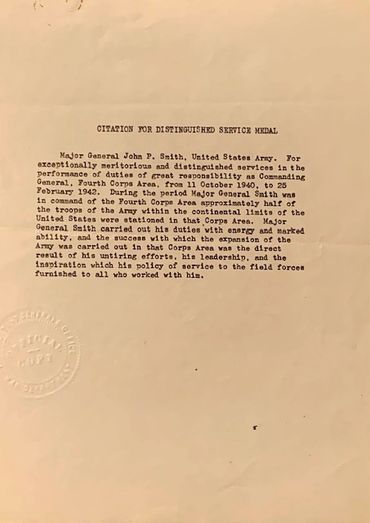 CITATION FOR DISTINGUISHED SERVICE MEDAL
Major General John P. Smith, United States Army. For
exceptionally meritorious and distinguished services in the
performance of duties of great responsibility as Commanding
General, Fourth Corps Area, from 11 October 1940, to 25
February 1942. During the period Major General Smith was
in command of the Fourth Corps Area approximately half of
the troops of the Army within the continental limits of the
United States were stationed in that Corps Area. Major
General Smith carried out his duties with energy and marked
ability, and the success with which the expansion of the
Army was carried out in that Corps Area was the direct
result of his untiring efforts, his leadership, and the
inspiration which his policy of service to the field forces
furnished to all who worked with him.
OFFICIAL
COPY